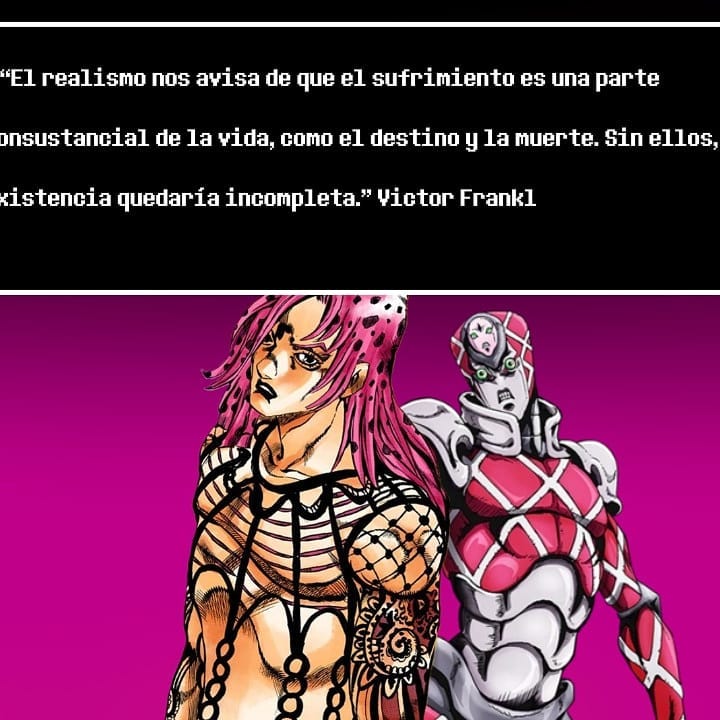 “El realismo nos avisa de que el sufrimiento es una parte
onsustancial de la vida, como el destino y la muerte. Sin ellos,
xistencia quedaría incompleta.” Victor Frankl